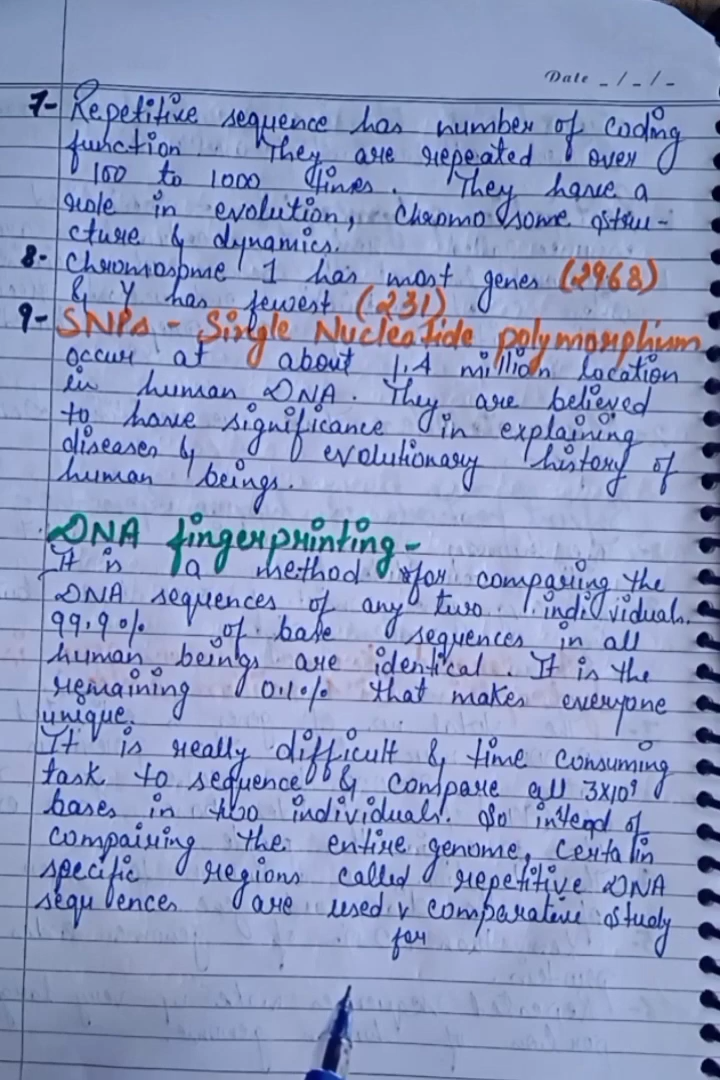 Date _/_/_
7- Repetitive sequence has number of coding
function. They are repeated over
100 to 1000 times. They have a
role in evolution, chromosome stru-
cture & dynamics.
8- Chromosome 1 has most genes (2968)
& Y has fewest (231)
9- SNPs - Single Nucleotide polymorphium
occur at about 1.4 million location
in human DNA. They are believed
to have significance in explaining
diseases & evolutionary history of
human beings.
DNA fingerprinting -
It is a method for comparing the
DNA sequences of any two individuals.
99.9% of base sequences in all
human beings are identical. It is the
remaining 0.1% that makes everyone
unique.
It is really difficult & time consuming
task to sequence & compare all 3x10⁹
bases in two individuals. So intead of
compairing the entire genome, certain
specific regions called repetitive DNA
sequences are used v comparative study
for